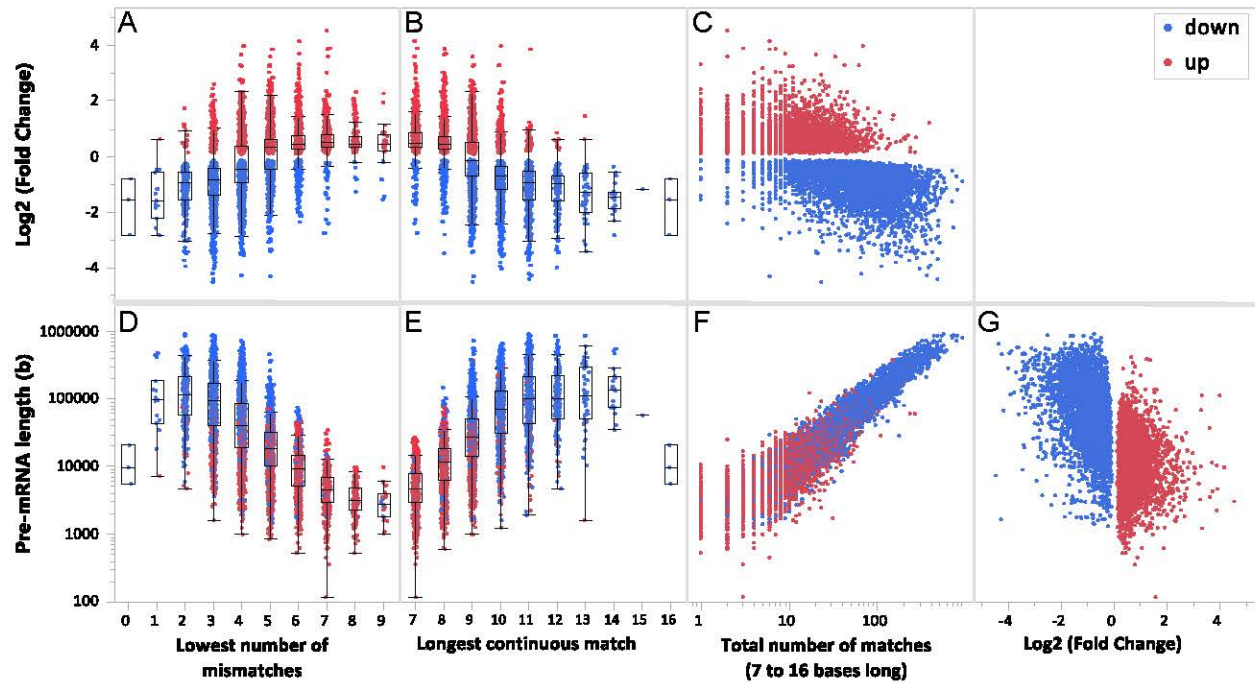 A
B
C
down
up
4
2
0
-2
-4
Log2 (Fold Change)
D
E
F
G
1000000
100000
10000
1000
100
Pre-mRNA length (b)
0 1 2 3 4 5 6 7 8 9
7 8 9 10 11 12 13 14 15 16
1 10 100
-4 -2 0 2 4
Lowest number of
mismatches
Longest continuous match
Total number of matches
(7 to 16 bases long)
Log2 (Fold Change)